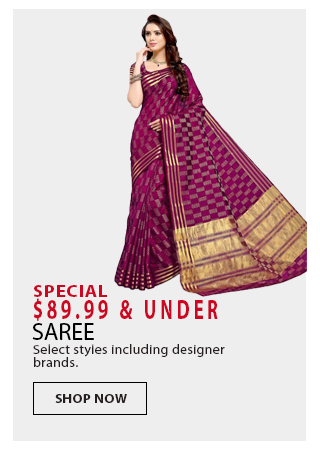 SPECIAL
$89.99 & UNDER
SAREE
Select styles including designer
brands.
SHOP NOW